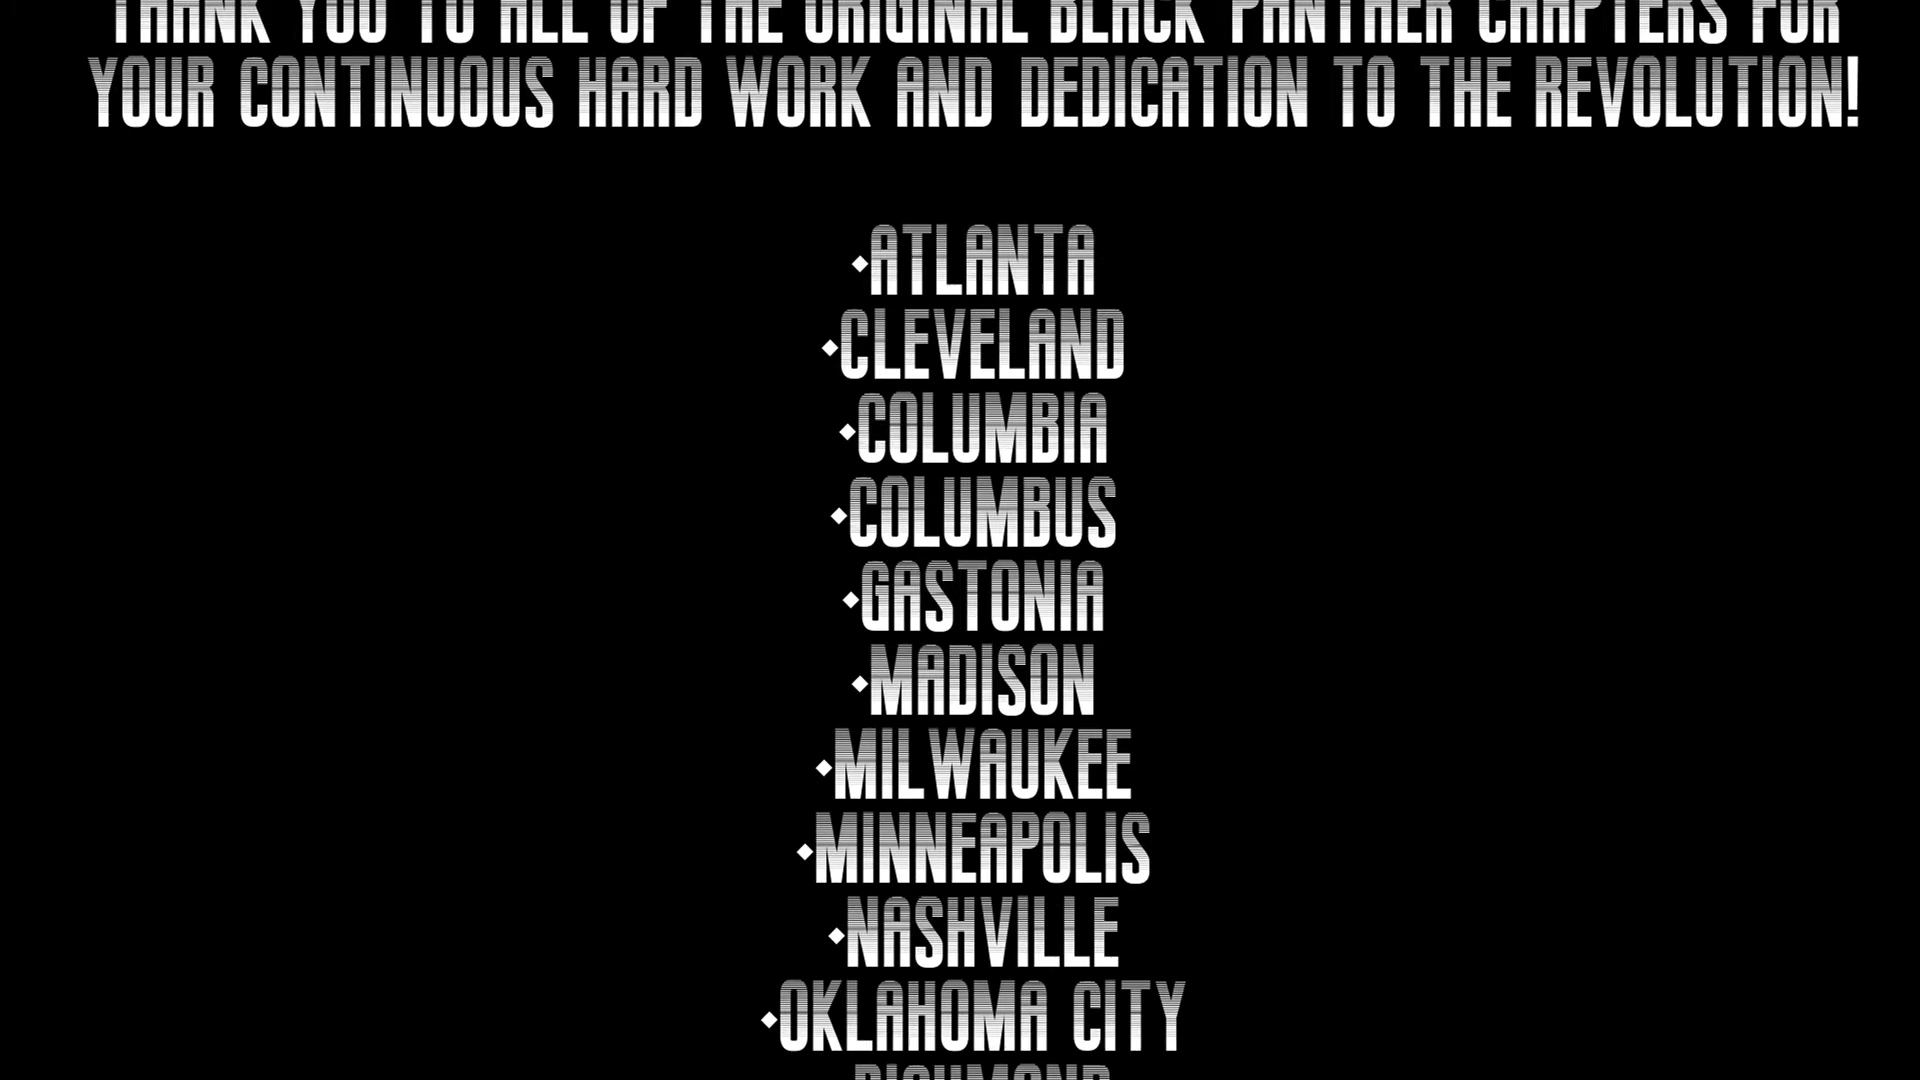 THANK YOU TO ALL OF THE ORIGINAL BLACK PANTHER CHAPTERS FOR
YOUR CONTINUOUS HARD WORK AND DEDICATION TO THE REVOLUTION!
◆ATLANTA
◆CLEVELAND
◆COLUMBIA
◆COLUMBUS
◆GASTONIA
◆MADISON
◆MILWAUKEE
◆MINNEAPOLIS
◆NASHVILLE
◆OKLAHOMA CITY
RICHMOND